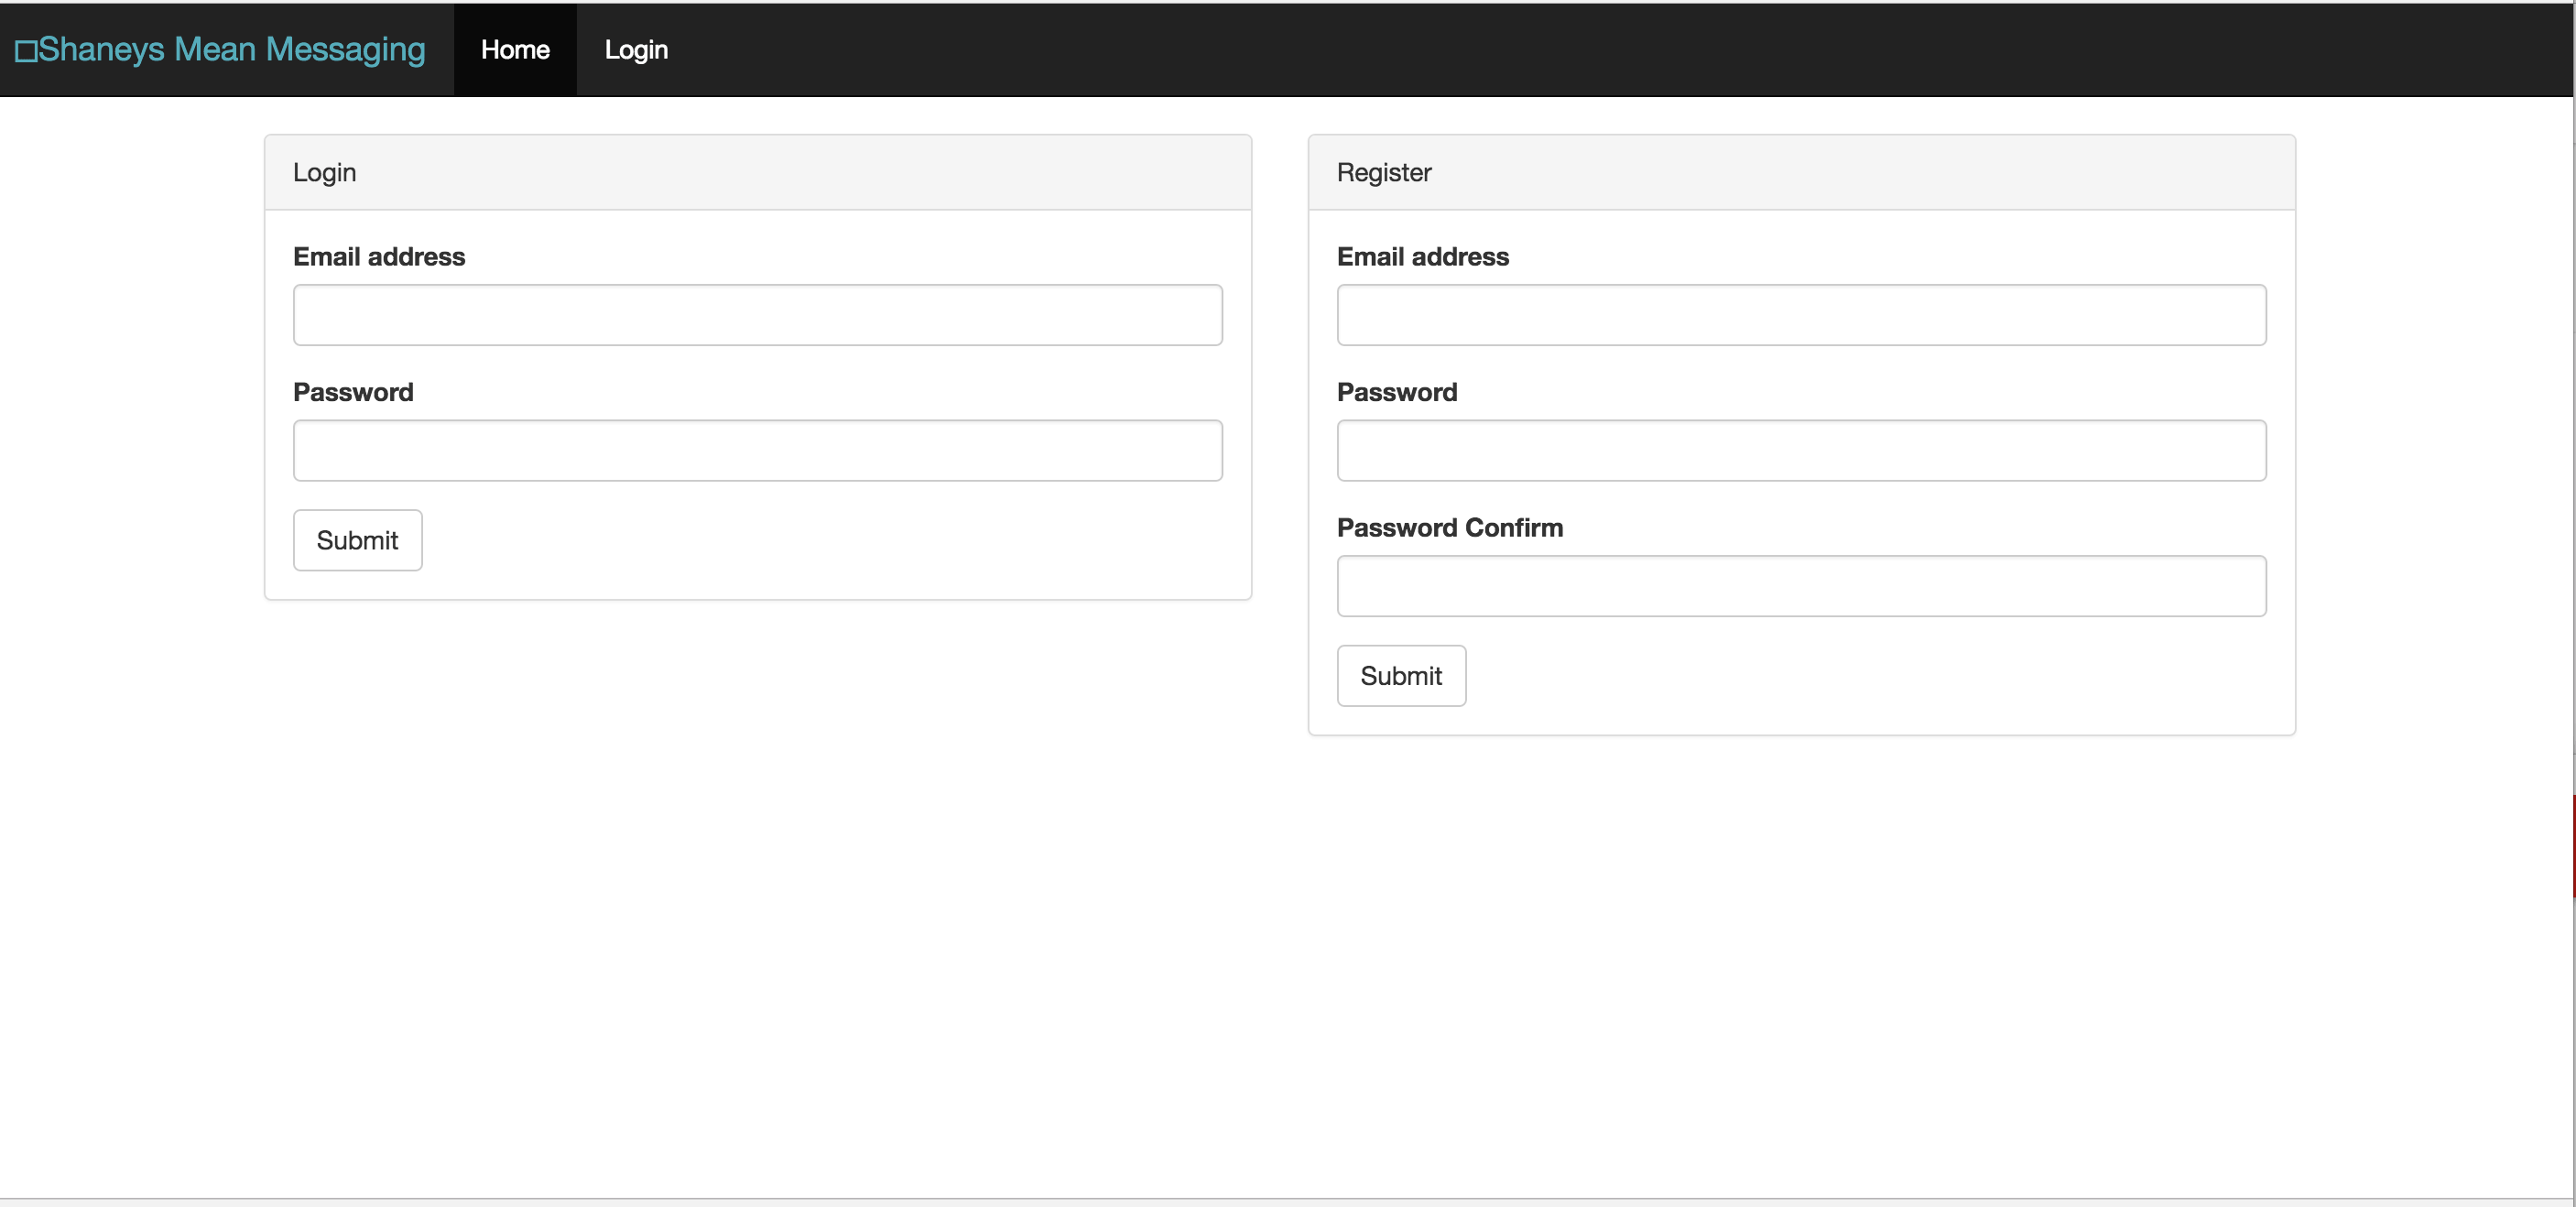 Shaneys Mean Messaging Home Login
Login
Email address
Password
Submit
Register
Email address
Password
Password Confirm
Submit